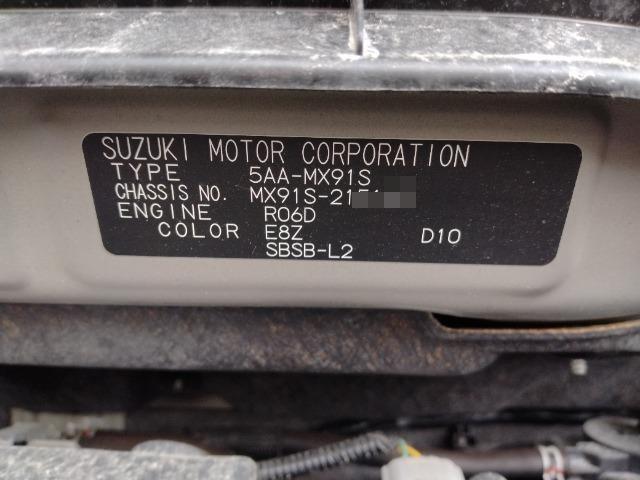 SUZUKI MOTOR CORPORATION
TYPE 5AA-MX91S
CHASSIS NO. MX91S-21
ENGINE R06D
COLOR E8Z D10
SBSB-L2